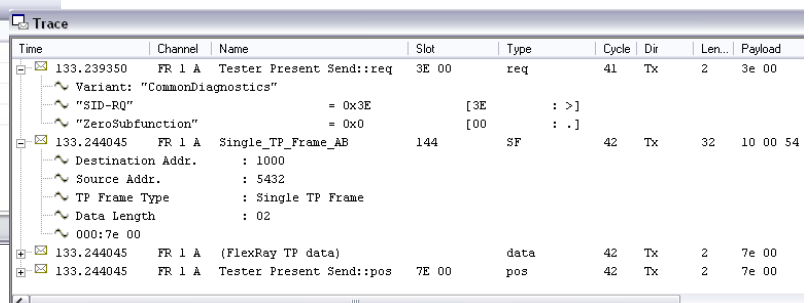 Trace
Time Channel Name Slot Type Cycle Dir Len... Payload
133.239350 FR 1 A Tester Present Send::req 3E 00 req 41 Tx 2 3e 00
Variant: "CommonDiagnostics"
"SID-RQ" = 0x3E [3E : >]
"ZeroSubfunction" = 0x0 [00 : .]
133.244045 FR 1 A Single_TP_Frame_AB 144 SF 42 Tx 32 10 00 54
Destination Addr. : 1000
Source Addr. : 5432
TP Frame Type : Single TP Frame
Data Length : 02
000:7e 00
133.244045 FR 1 A (FlexRay TP data) data 42 Tx 2 7e 00
133.244045 FR 1 A Tester Present Send::pos 7E 00 pos 42 Tx 2 7e 00